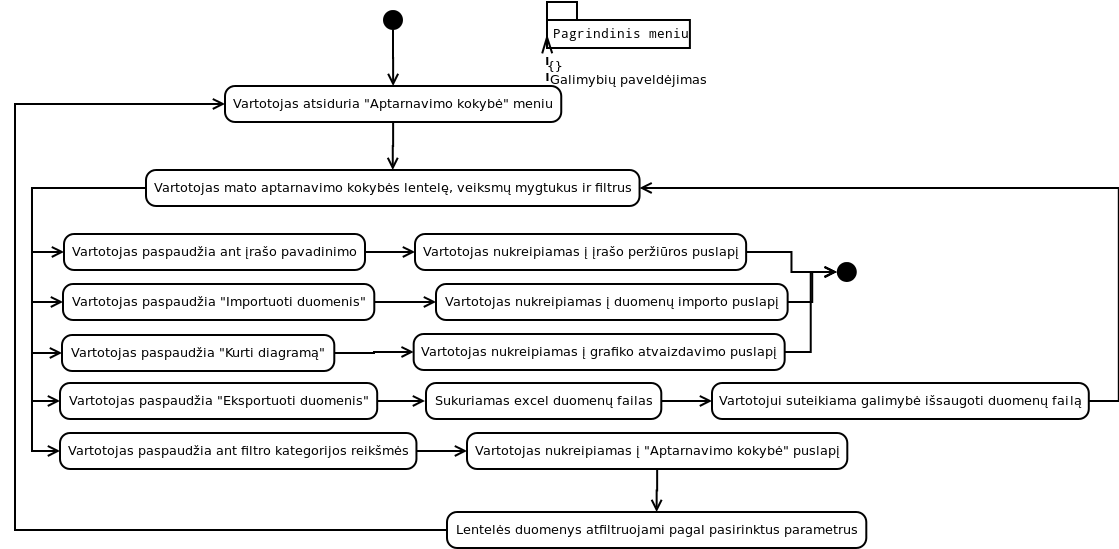 Pagrindinis meniu
{}
Galimybių paveldėjimas
Vartotojas atsiduria "Aptarnavimo kokybė" meniu
Vartotojas mato aptarnavimo kokybės lentelę, veiksmų mygtukus ir filtrus
Vartotojas paspaudžia ant įrašo pavadinimo
Vartotojas nukreipiamas į įrašo peržiūros puslapį
Vartotojas paspaudžia "Importuoti duomenis"
Vartotojas nukreipiamas į duomenų importo puslapį
Vartotojas paspaudžia "Kurti diagramą"
Vartotojas nukreipiamas į grafiko atvaizdavimo puslapį
Vartotojas paspaudžia "Eksportuoti duomenis"
Sukuriamas excel duomenų failas
Vartotojui suteikiama galimybė išsaugoti duomenų failą
Vartotojas paspaudžia ant filtro kategorijos reikšmės
Vartotojas nukreipiamas į "Aptarnavimo kokybė" puslapį
Lentelės duomenys atfiltruojami pagal pasirinktus parametrus